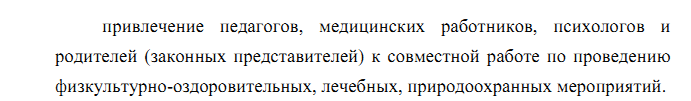 привлечение педагогов, медицинских работников, психологов и
родителей (законных представителей) к совместной работе по проведению
физкультурно-оздоровительных, лечебных, природоохранных мероприятий.